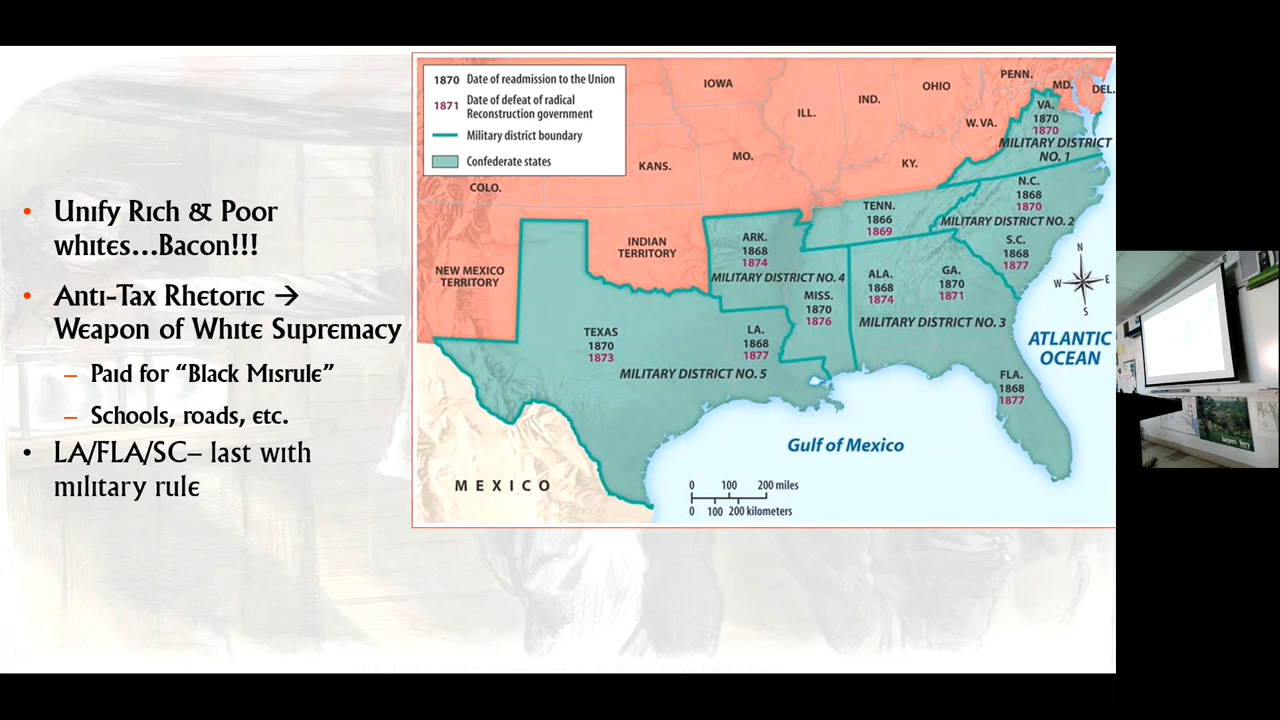 • Unify Rich & Poor
whites...Bacon!!!
• Anti-Tax Rhetoric →
Weapon of White Supremacy
– Paid for “Black Misrule”
– Schools, roads, etc.
• LA/FLA/SC– last with
military rule
1870 Date of readmission to the Union
1871 Date of defeat of radical
Reconstruction government
Military district boundary
Confederate states
IOWA
ILL.
IND.
OHIO
PENN.
MD.
DEL.
W. VA.
VA.
1870
1870
MILITARY DISTRICT
NO. 1
COLO.
KANS.
MO.
KY.
N.C.
1868
1870
MILITARY DISTRICT NO. 2
S.C.
1868
1877
TENN.
1866
1869
NEW MEXICO
TERRITORY
INDIAN
TERRITORY
ARK.
1868
1874
MILITARY DISTRICT NO. 4
MISS.
1870
1876
ALA.
1868
1874
GA.
1870
1871
MILITARY DISTRICT NO. 3
TEXAS
1870
1873
LA.
1868
1877
MILITARY DISTRICT NO. 5
FLA.
1868
1877
N
W E
S
ATLANTIC
OCEAN
Gulf of Mexico
MEXICO
0 100 200 miles
0 100 200 kilometers
harpers ferry